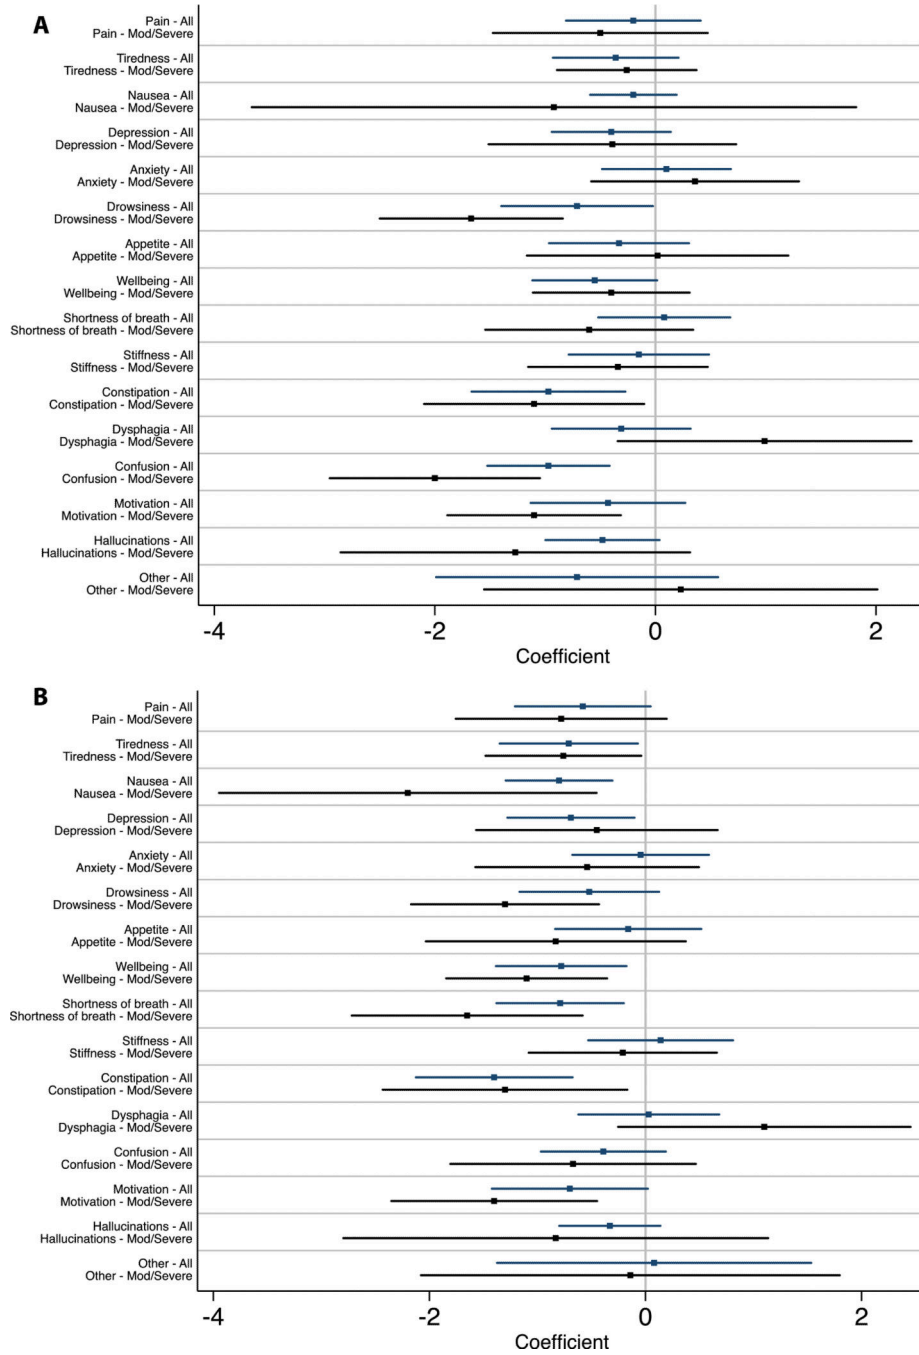 A
Pain - All
Pain - Mod/Severe
Tiredness - All
Tiredness - Mod/Severe
Nausea - All
Nausea - Mod/Severe
Depression - All
Depression - Mod/Severe
Anxiety - All
Anxiety - Mod/Severe
Drowsiness - All
Drowsiness - Mod/Severe
Appetite - All
Appetite - Mod/Severe
Wellbeing - All
Wellbeing - Mod/Severe
Shortness of breath - All
Shortness of breath - Mod/Severe
Stiffness - All
Stiffness - Mod/Severe
Constipation - All
Constipation - Mod/Severe
Dysphagia - All
Dysphagia - Mod/Severe
Confusion - All
Confusion - Mod/Severe
Motivation - All
Motivation - Mod/Severe
Hallucinations - All
Hallucinations - Mod/Severe
Other - All
Other - Mod/Severe
-4 -2 0 2
Coefficient
B
Pain - All
Pain - Mod/Severe
Tiredness - All
Tiredness - Mod/Severe
Nausea - All
Nausea - Mod/Severe
Depression - All
Depression - Mod/Severe
Anxiety - All
Anxiety - Mod/Severe
Drowsiness - All
Drowsiness - Mod/Severe
Appetite - All
Appetite - Mod/Severe
Wellbeing - All
Wellbeing - Mod/Severe
Shortness of breath - All
Shortness of breath - Mod/Severe
Stiffness - All
Stiffness - Mod/Severe
Constipation - All
Constipation - Mod/Severe
Dysphagia - All
Dysphagia - Mod/Severe
Confusion - All
Confusion - Mod/Severe
Motivation - All
Motivation - Mod/Severe
Hallucinations - All
Hallucinations - Mod/Severe
Other - All
Other - Mod/Severe
-4 -2 0 2
Coefficient